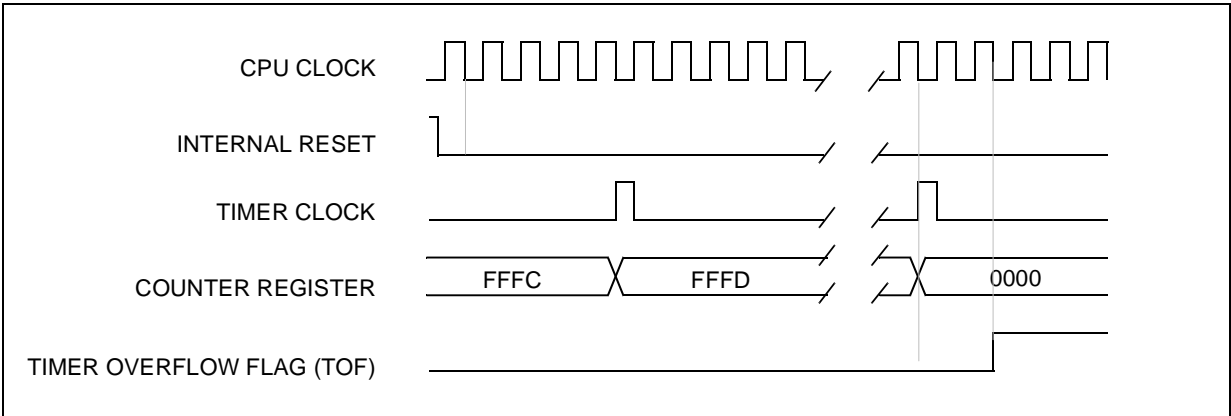 CPU CLOCK
INTERNAL RESET
TIMER CLOCK
COUNTER REGISTER FFFC FFFD 0000
TIMER OVERFLOW FLAG (TOF)